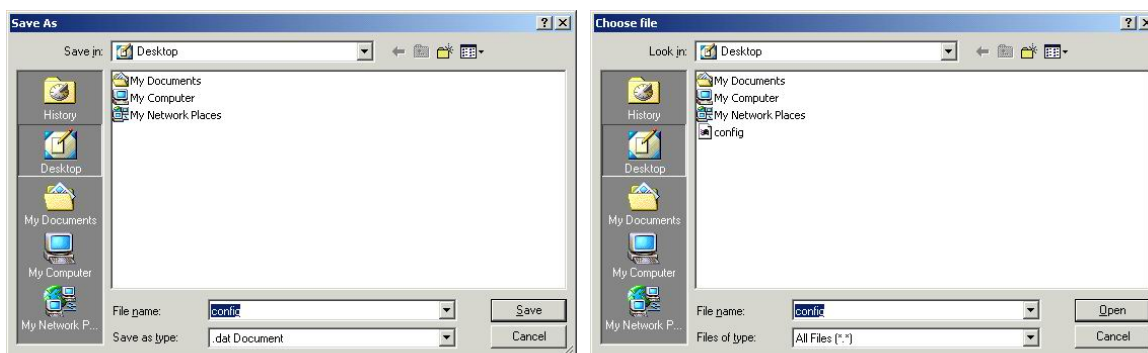 Save As
Save in: Desktop
History
Desktop
My Documents
My Computer
My Network P...
My Documents
My Computer
My Network Places
File name: config Save
Save as type: .dat Document Cancel
Choose file
Look in: Desktop
History
Desktop
My Documents
My Computer
My Network P...
My Documents
My Computer
My Network Places
config
File name: config Open
Files of type: All Files (*.*) Cancel